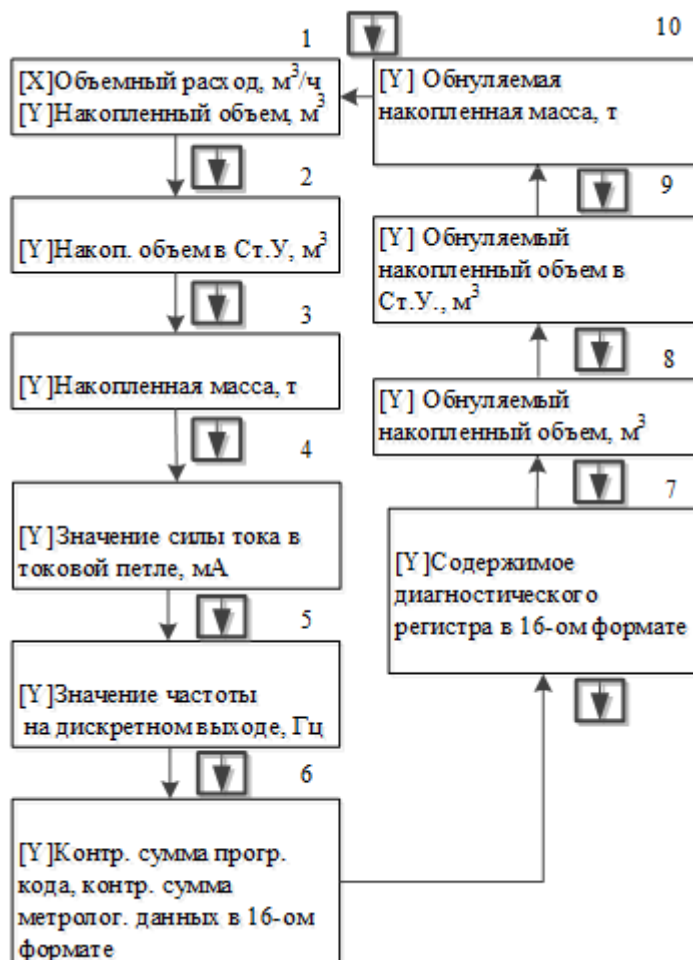 1
[X]Объемный расход, м³/ч
[Y]Накопленный объем, м³
2
[Y]Накоп. объем в Ст.У, м³
3
[Y]Накопленная масса, т
4
[Y]Значение силы тока в
токовой петле, мА
5
[Y]Значение частоты
на дискретном выходе, Гц
6
[Y]Контр. сумма прогр.
кода, контр. сумма
метролог. данных в 16-ом
формате
7
[Y]Содержимое
диагностического
регистра в 16-ом формате
8
[Y] Обнуляемый
накопленный объем, м³
9
[Y] Обнуляемый
накопленный объем в
Ст.У., м³
10
[Y] Обнуляемая
накопленная масса, т